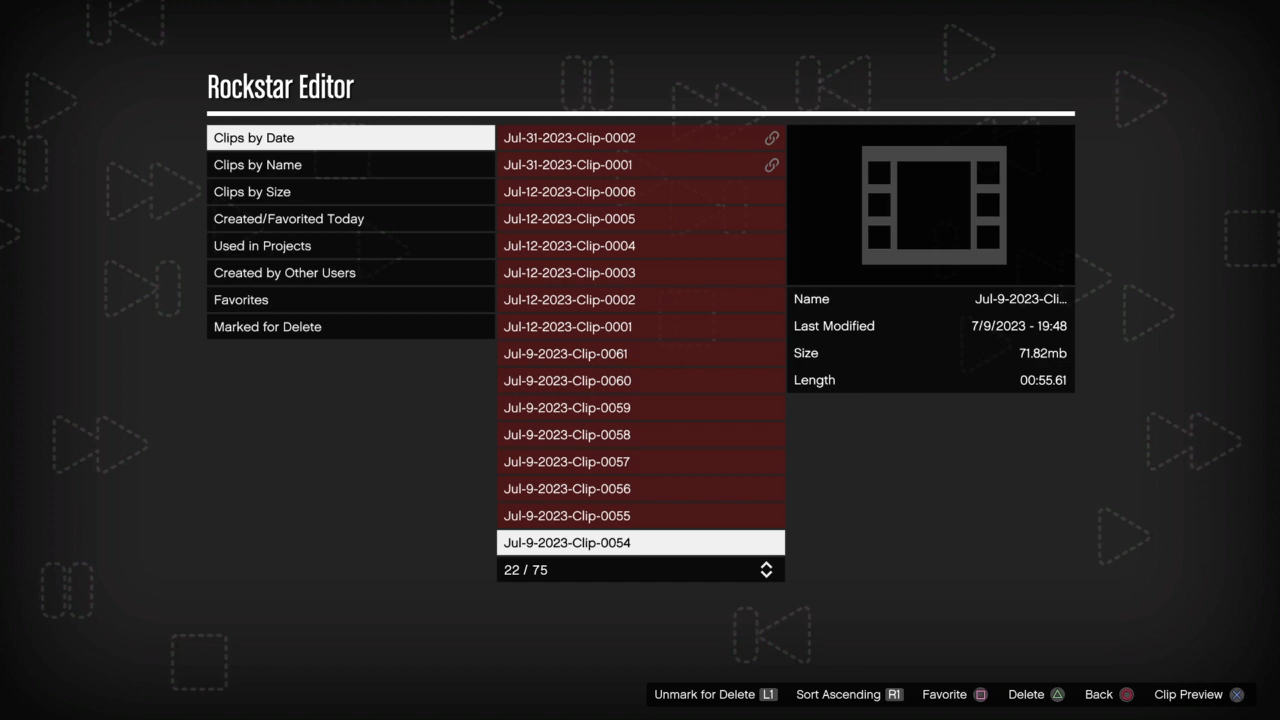 Rockstar Editor
Clips by Date
Clips by Name
Clips by Size
Created/Favorited Today
Used in Projects
Created by Other Users
Favorites
Marked for Delete
Jul-31-2023-Clip-0002
Jul-31-2023-Clip-0001
Jul-12-2023-Clip-0006
Jul-12-2023-Clip-0005
Jul-12-2023-Clip-0004
Jul-12-2023-Clip-0003
Jul-12-2023-Clip-0002
Jul-12-2023-Clip-0001
Jul-9-2023-Clip-0061
Jul-9-2023-Clip-0060
Jul-9-2023-Clip-0059
Jul-9-2023-Clip-0058
Jul-9-2023-Clip-0057
Jul-9-2023-Clip-0056
Jul-9-2023-Clip-0055
Jul-9-2023-Clip-0054
22 / 75
Name Jul-9-2023-Cli...
Last Modified 7/9/2023 - 19:48
Size 71.82mb
Length 00:55.61
Unmark for Delete L1 Sort Ascending R1 Favorite Delete Back Clip Preview